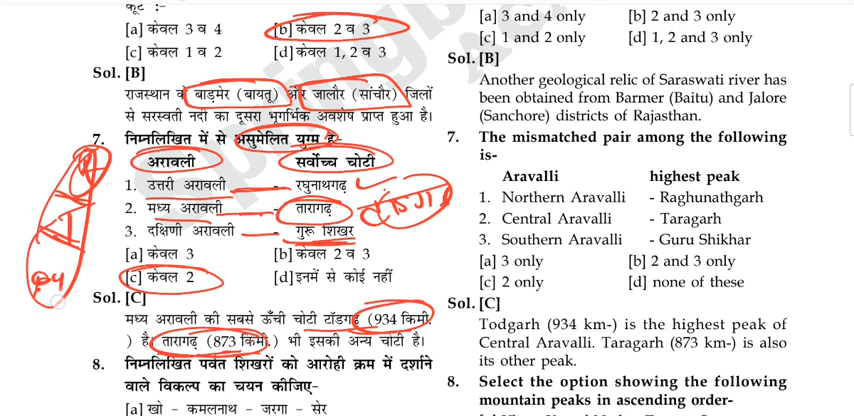 कूट :-
[a] केवल 3 व 4 [b] केवल 2 व 3
[c] केवल 1 व 2 [d] केवल 1, 2 व 3
Sol. [B]
राजस्थान के बाड़मेर (बायतू) और जालौर (सांचौर) जिलों
से सरस्वती नदी का दूसरा भूगर्भिक अवशेष प्राप्त हुआ है।
7. निम्नलिखित में से असुमेलित युग्म है-
अरावली सर्वोच्च चोटी
1. उत्तरी अरावली - रघुनाथगढ़
2. मध्य अरावली - तारागढ़
3. दक्षिणी अरावली - गुरू शिखर
[a] केवल 3 [b] केवल 2 व 3
[c] केवल 2 [d] इनमें से कोई नहीं
Sol. [C]
मध्य अरावली की सबसे ऊँची चोटी टॉडगढ़ (934 किमी.
) है। तारागढ़ (873 किमी.) भी इसकी अन्य चोटी है।
8. निम्नलिखित पर्वत शिखरों को आरोही क्रम में दर्शाने
वाले विकल्प का चयन कीजिए-
[a] खो - कमलनाथ - जरगा - सेर
[a] 3 and 4 only [b] 2 and 3 only
[c] 1 and 2 only [d] 1, 2 and 3 only
Sol. [B]
Another geological relic of Saraswati river has
been obtained from Barmer (Baitu) and Jalore
(Sanchore) districts of Rajasthan.
7. The mismatched pair among the following
is-
Aravalli highest peak
1. Northern Aravalli - Raghunathgarh
2. Central Aravalli - Taragarh
3. Southern Aravalli - Guru Shikhar
[a] 3 only [b] 2 and 3 only
[c] 2 only [d] none of these
Sol. [C]
Todgarh (934 km-) is the highest peak of
Central Aravalli. Taragarh (873 km-) is also
its other peak.
8. Select the option showing the following
mountain peaks in ascending order-